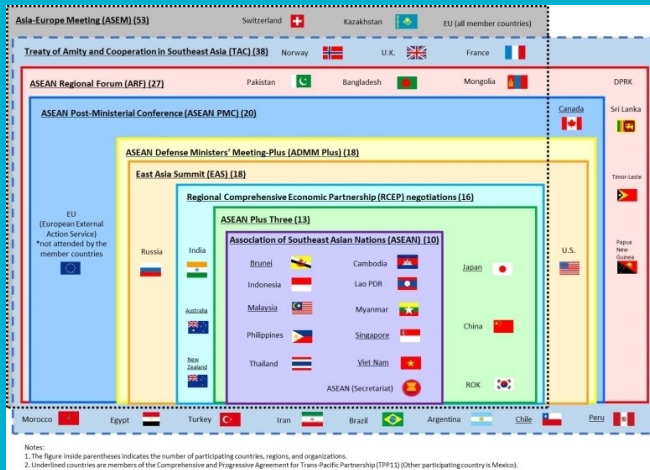 Asia-Europe Meeting (ASEM) (53)
Switzerland
Kazakhstan
EU (all member countries)
Treaty of Amity and Cooperation in Southeast Asia (TAC) (38)
Norway
U.K.
France
ASEAN Regional Forum (ARF) (27)
Pakistan
Bangladesh
Mongolia
DPRK
ASEAN Post-Ministerial Conference (ASEAN PMC) (20)
Canada
Sri Lanka
ASEAN Defense Ministers' Meeting-Plus (ADMM Plus) (18)
East Asia Summit (EAS) (18)
Timor-Leste
Regional Comprehensive Economic Partnership (RCEP) negotiations (16)
ASEAN Plus Three (13)
EU
(European External
Action Service)
*not attended by the
member countries
Russia
India
Association of Southeast Asian Nations (ASEAN) (10)
Brunei
Cambodia
Japan
U.S.
Papua
New
Guinea
Indonesia
Lao PDR
Australia
Malaysia
Myanmar
China
Philippines
Singapore
New
Zealand
Thailand
Viet Nam
ASEAN (Secretariat)
ROK
Morocco
Egypt
Turkey
Iran
Brazil
Argentina
Chile
Peru
Notes:
1. The figure inside parentheses indicates the number of participating countries, regions, and organizations.
2. Underlined countries are members of the Comprehensive and Progressive Agreement for Trans-Pacific Partnership (TPP11) (Other participating country is Mexico).